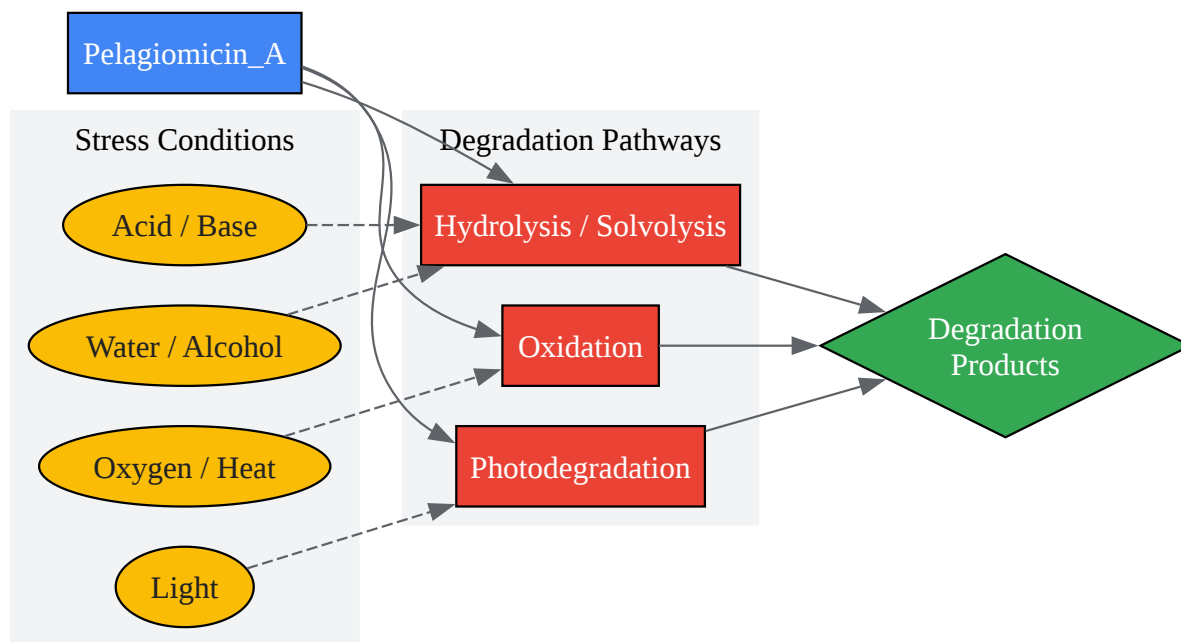 Pelagiomicin_A
Stress Conditions
Acid / Base
Water / Alcohol
Oxygen / Heat
Light
Degradation Pathways
Hydrolysis / Solvolysis
Oxidation
Photodegradation
Degradation
Products